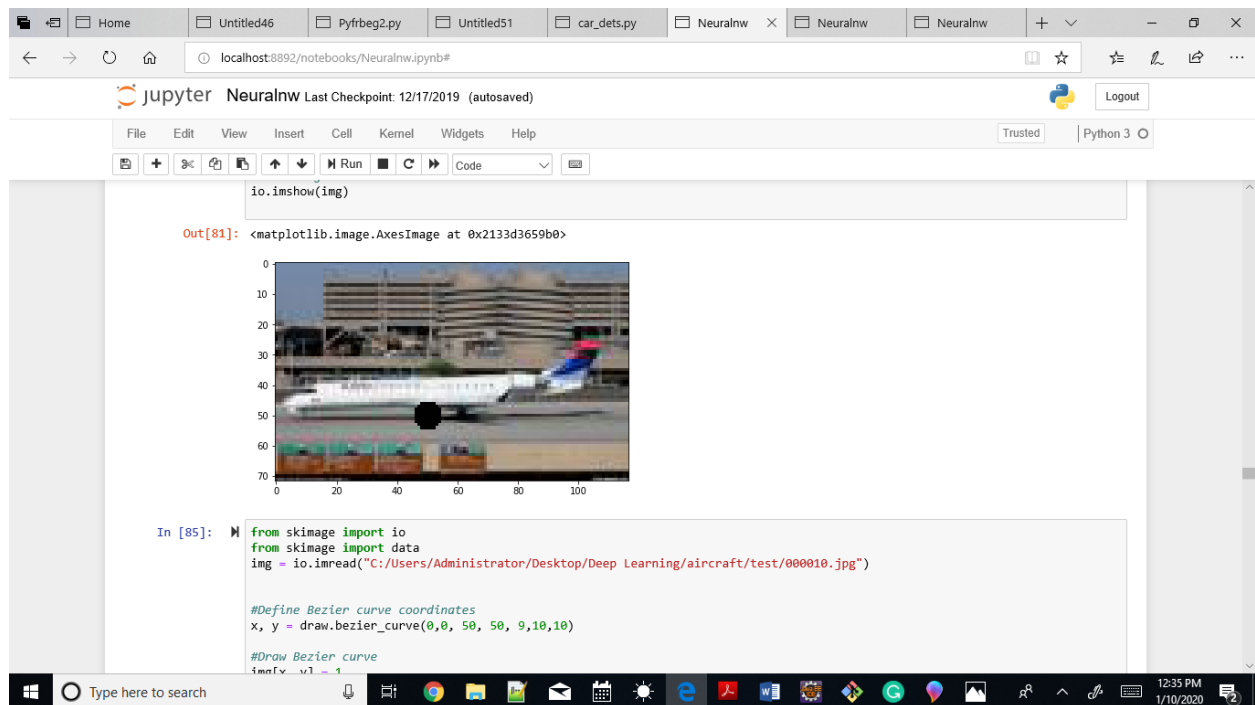 Home Untitled46 Pyfrbeg2.py Untitled51 car_dets.py Neuralnw Neuralnw Neuralnw
localhost:8892/notebooks/Neuralnw.ipynb#
jupyter Neuralnw Last Checkpoint: 12/17/2019 (autosaved) Logout
File Edit View Insert Cell Kernel Widgets Help Trusted Python 3
Run Code
io.imshow(img)
Out[81]: <matplotlib.image.AxesImage at 0x2133d3659b0>
0
10
20
30
40
50
60
70
0 20 40 60 80 100
In [85]: from skimage import io
from skimage import data
img = io.imread("C:/Users/Administrator/Desktop/Deep Learning/aircraft/test/000010.jpg")
#Define Bezier curve coordinates
x, y = draw.bezier_curve(0,0, 50, 50, 9,10,10)
#Draw Bezier curve
img[x, y] = 1
Type here to search 12:35 PM
1/10/2020